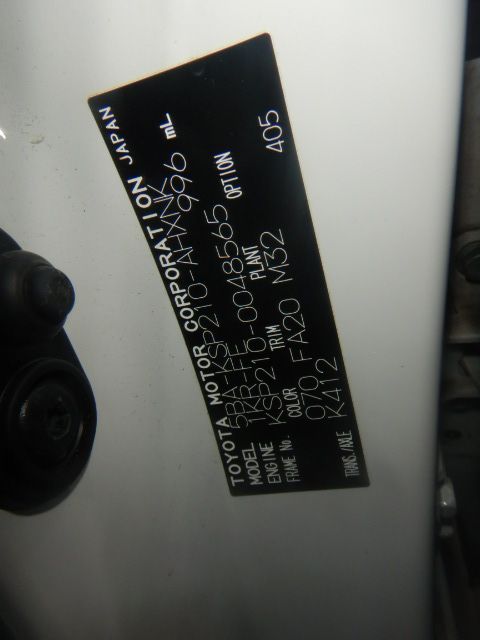 TOYOTA MOTOR CORPORATION JAPAN
MODEL 5BA-KSP210-AHXNK
ENGINE 1KR-FE 996 mL
FRAME No. KSP210-0048565
COLOR TRIM PLANT OPTION
070 FA20 M32 405
TRANS./AXLE K412